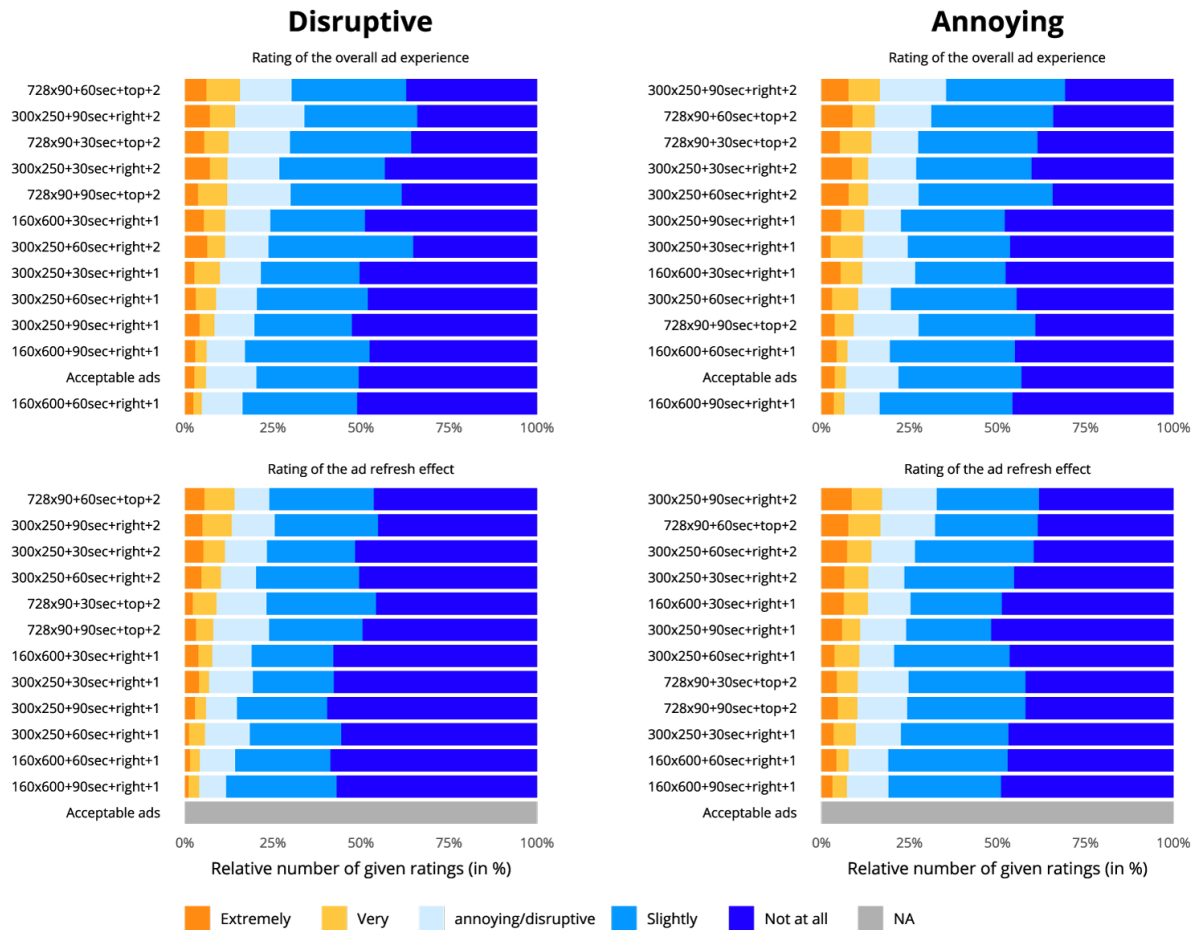 Disruptive
Rating of the overall ad experience
728x90+60sec+top+2
300x250+90sec+right+2
728x90+30sec+top+2
300x250+30sec+right+2
728x90+90sec+top+2
160x600+30sec+right+1
300x250+60sec+right+2
300x250+30sec+right+1
300x250+60sec+right+1
300x250+90sec+right+1
160x600+90sec+right+1
Acceptable ads
160x600+60sec+right+1
0% 25% 50% 75% 100%
Annoying
Rating of the overall ad experience
300x250+90sec+right+2
728x90+60sec+top+2
728x90+30sec+top+2
300x250+30sec+right+2
300x250+60sec+right+2
300x250+90sec+right+1
300x250+30sec+right+1
160x600+30sec+right+1
300x250+60sec+right+1
728x90+90sec+top+2
160x600+60sec+right+1
Acceptable ads
160x600+90sec+right+1
0% 25% 50% 75% 100%
Rating of the ad refresh effect
728x90+60sec+top+2
300x250+90sec+right+2
300x250+30sec+right+2
300x250+60sec+right+2
728x90+30sec+top+2
728x90+90sec+top+2
160x600+30sec+right+1
300x250+30sec+right+1
300x250+90sec+right+1
300x250+60sec+right+1
160x600+60sec+right+1
160x600+90sec+right+1
Acceptable ads
0% 25% 50% 75% 100%
Relative number of given ratings (in %)
Rating of the ad refresh effect
300x250+90sec+right+2
728x90+60sec+top+2
300x250+60sec+right+2
300x250+30sec+right+2
160x600+30sec+right+1
300x250+90sec+right+1
300x250+60sec+right+1
728x90+30sec+top+2
728x90+90sec+top+2
300x250+30sec+right+1
160x600+60sec+right+1
160x600+90sec+right+1
Acceptable ads
0% 25% 50% 75% 100%
Relative number of given ratings (in %)
Extremely Very annoying/disruptive Slightly Not at all NA